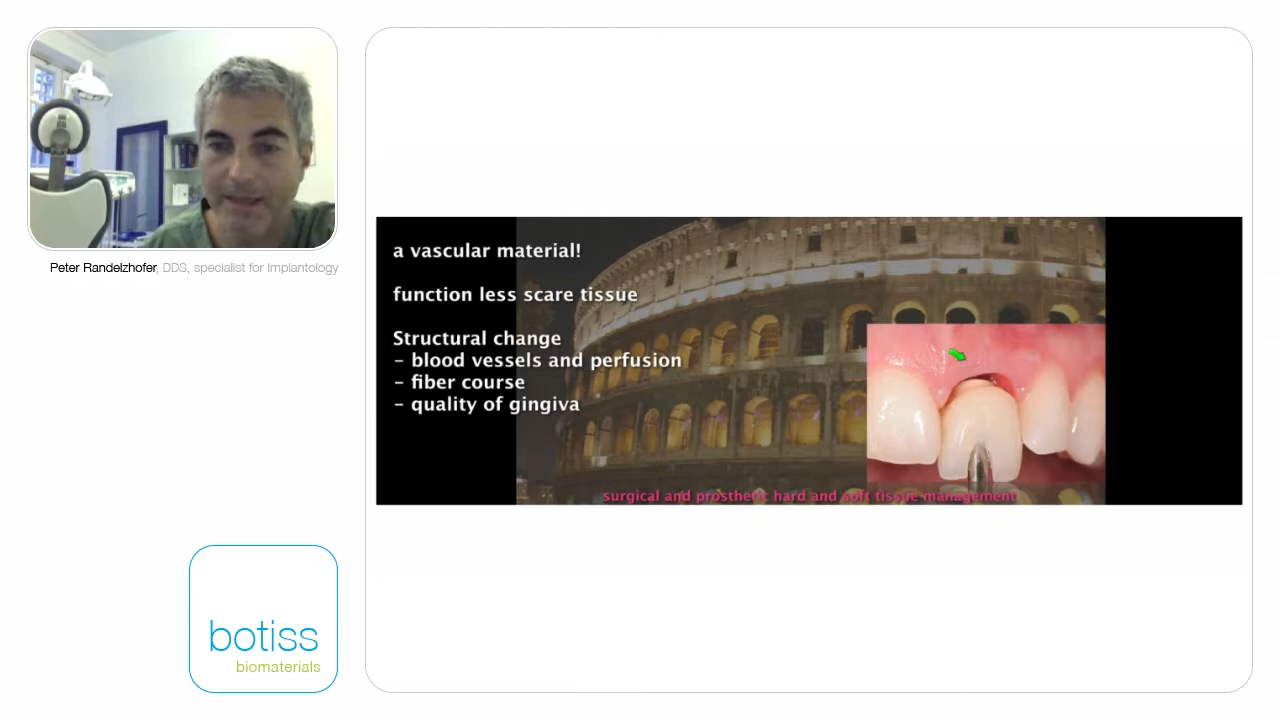 Peter Randelzhofer, DDS, specialist for Implantology
a vascular material!
function less scare tissue
Structural change
- blood vessels and perfusion
- fiber course
- quality of gingiva
surgical and prosthetic hard and soft tissue management
botiss
biomaterials